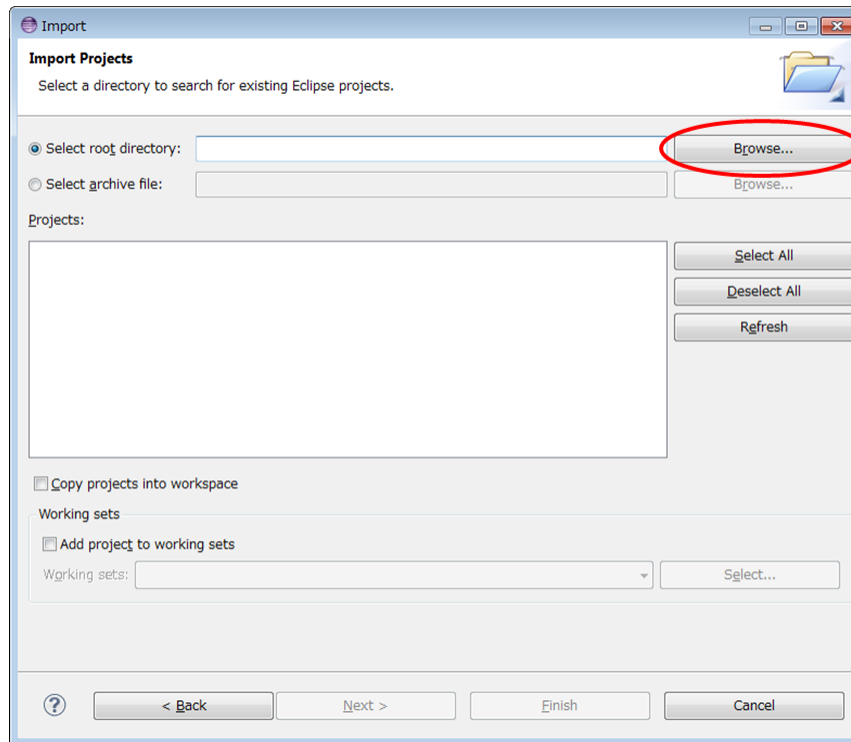 Import
Import Projects
Select a directory to search for existing Eclipse projects.
Select root directory:
Browse...
Select archive file:
Browse...
Projects:
Select All
Deselect All
Refresh
Copy projects into workspace
Working sets
Add project to working sets
Working sets:
Select...
?
< Back
Next >
Finish
Cancel